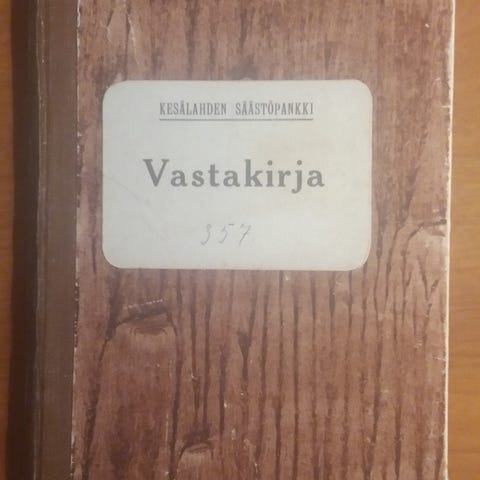 KESÄLAHDEN SÄÄSTÖPANKKI
Vastakirja
357